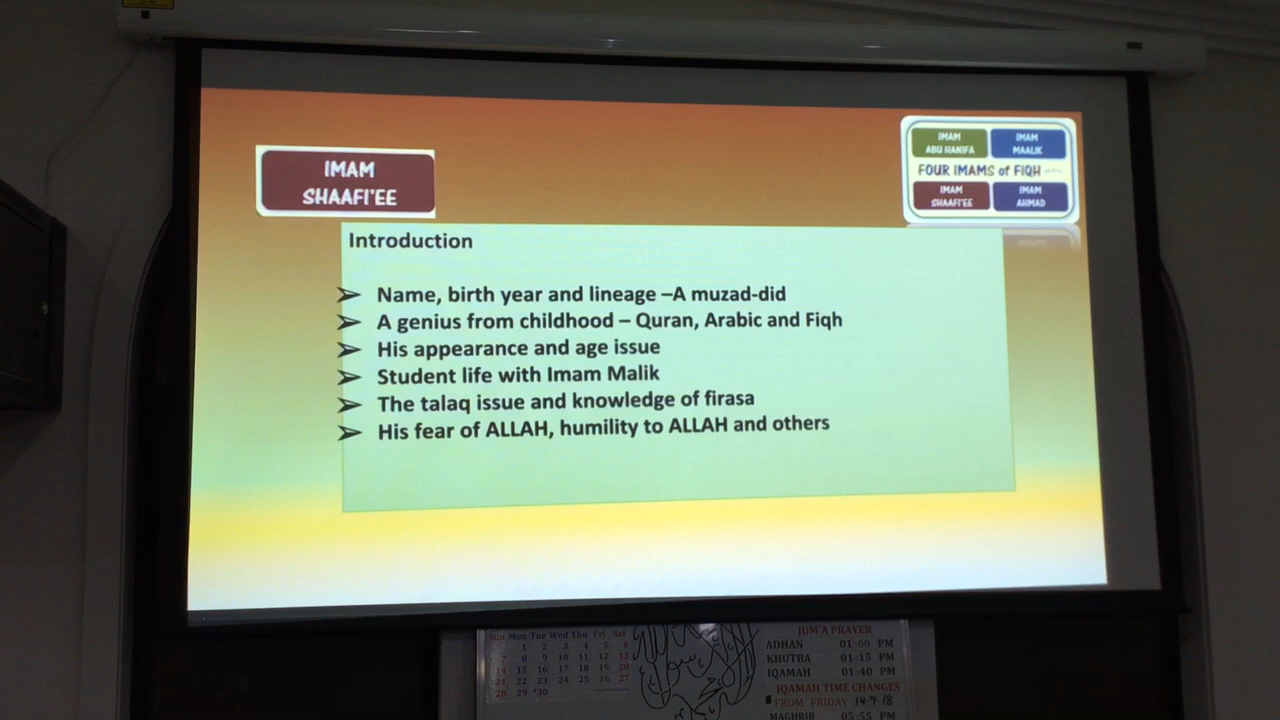 IMAM
SHAAFI'EE
IMAM
ABU HANIFA
IMAM
MAALIK
FOUR IMAMS of FIQH
IMAM
SHAAFI'EE
IMAM
AHMAD
Introduction
➢ Name, birth year and lineage –A muzad-did
➢ A genius from childhood – Quran, Arabic and Fiqh
➢ His appearance and age issue
➢ Student life with Imam Malik
➢ The talaq issue and knowledge of firasa
➢ His fear of ALLAH, humility to ALLAH and others
Sun Mon Tue Wed Thu Fri Sat
1 2 3 4 5 6
7 8 9 10 11 12 13
14 15 16 17 18 19 20
21 22 23 24 25 26 27
28 29 *30
JUM'A PRAYER
ADHAN 01:00 PM
KHUTBA 01:15 PM
IQAMAH 01:40 PM
IQAMAH TIME CHANGES
FROM FRIDAY 14-9-18
MAGHRIB 05:55 PM